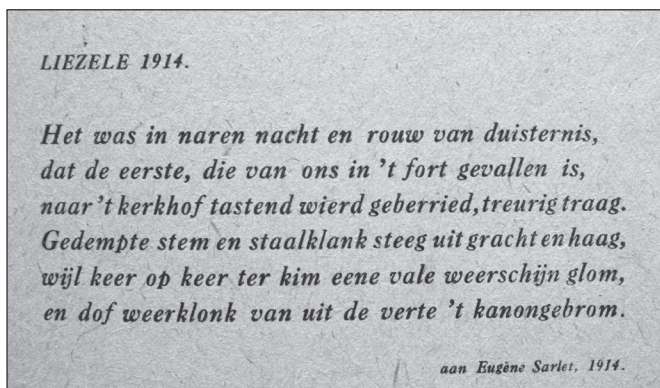 LIEZELE 1914.
Het was in naren nacht en rouw van duisternis,
dat de eerste, die van ons in 't fort gevallen is,
naar 't kerkhof tastend wierd geberried, treurig traag.
Gedempte stem en staalklank steeg uit gracht en haag,
wijl keer op keer ter kim eene vale weerschijn glom,
en dof weerklonk van uit de verte 't kanongebrom.
aan Eugène Sarlet, 1914.